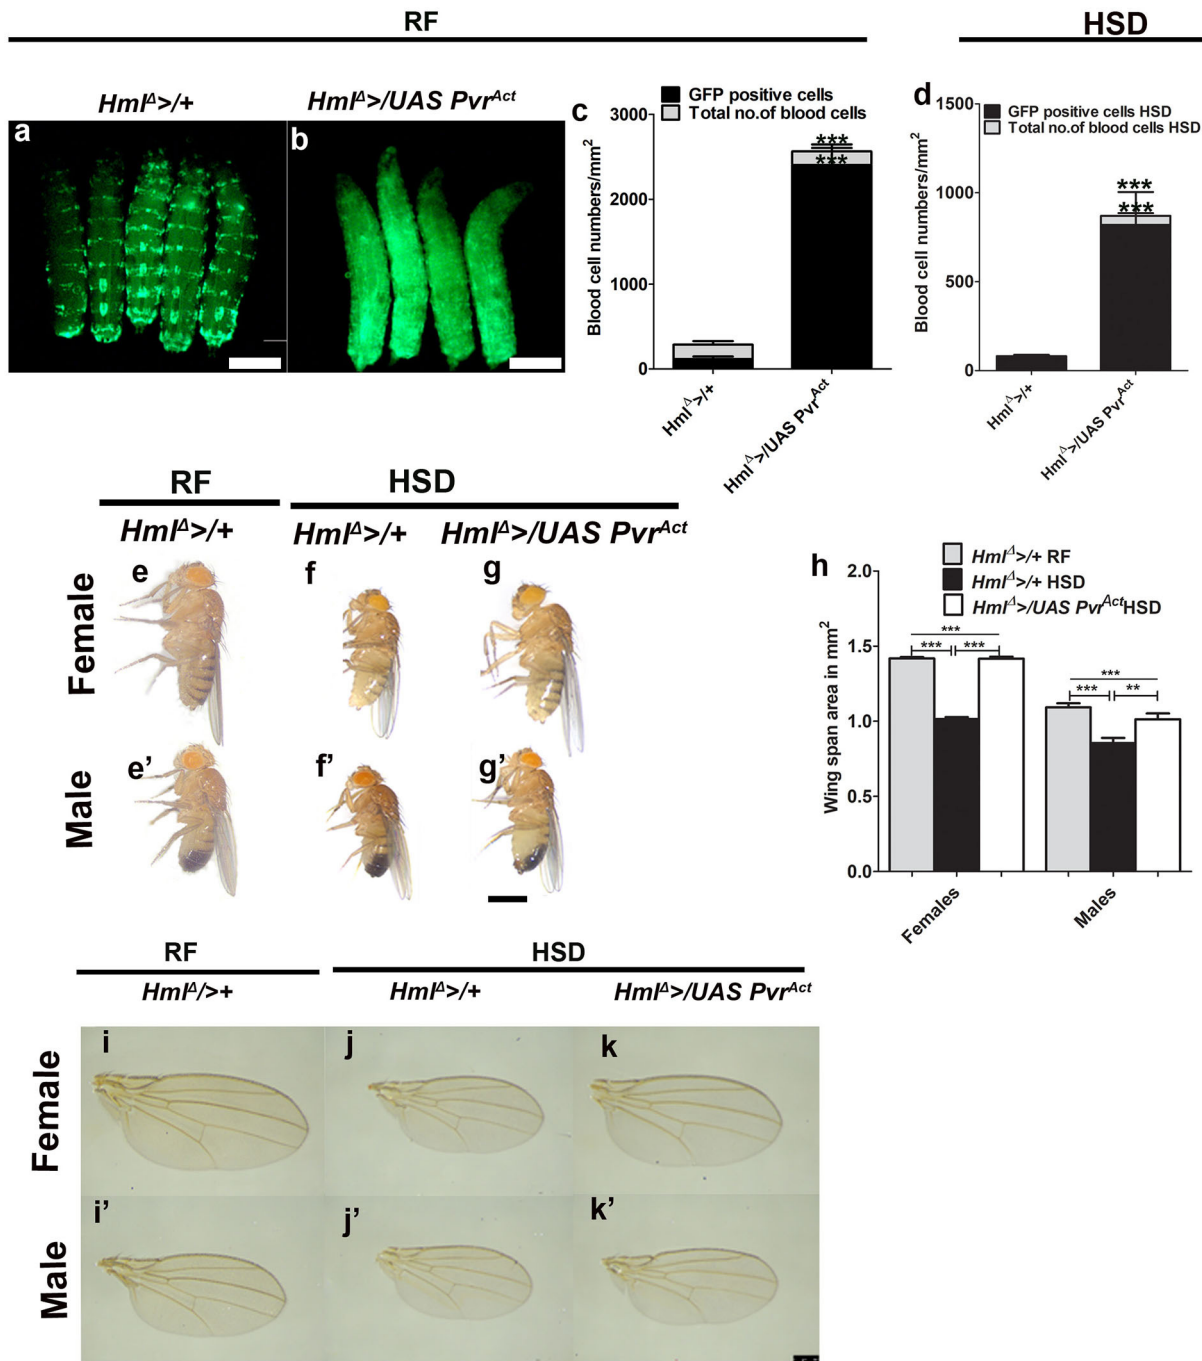 RF
HSD
Hml^Δ>/+
Hml^Δ>/UAS Pvr^Act
a
b
c
GFP positive cells
Total no.of blood cells
3000
2000
1000
0
Blood cell numbers/mm²
***
***
Hml^Δ>/+
Hml^Δ>/UAS Pvr^Act
d
GFP positive cells HSD
Total no.of blood cells HSD
1500
1000
500
0
Blood cell numbers/mm²
***
***
Hml^Δ>/+
Hml^Δ>/UAS Pvr^Act
RF
HSD
Hml^Δ>/+
Hml^Δ>/+
Hml^Δ>/UAS Pvr^Act
Female
e
f
g
Male
e’
f’
g’
h
Hml^Δ>/+ RF
Hml^Δ>/+ HSD
Hml^Δ>/UAS Pvr^Act HSD
2.0
1.5
1.0
0.5
0.0
Wing span area in mm²
***
*** ***
***
*** **
Females
Males
RF
HSD
Hml^Δ/>+
Hml^Δ>/+
Hml^Δ>/UAS Pvr^Act
Female
i
j
k
Male
i’
j’
k’